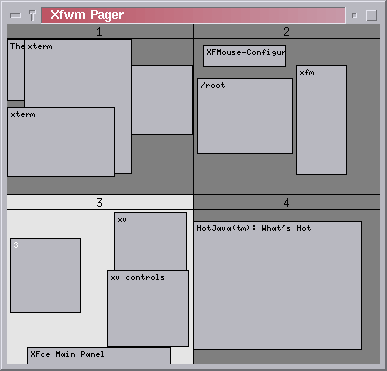 Xfwm Pager
1
2
The
xterm
XFMouse-Configur
xfm
/root
xterm
3
4
xv
HotJava(tm): What's Hot
3
xv controls
XFce Main Panel